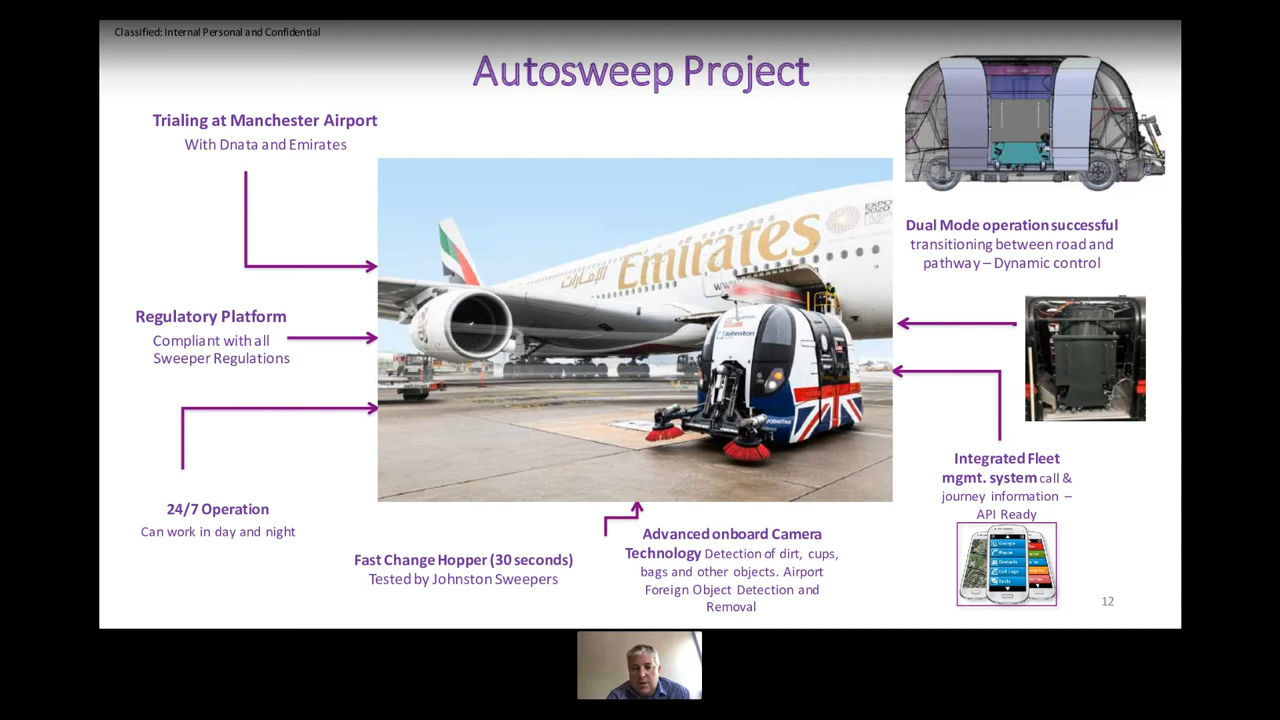 Classified: Internal Personal and Confidential
Autosweep Project
Trialing at Manchester Airport
With Dnata and Emirates
Regulatory Platform
Compliant with all
Sweeper Regulations
24/7 Operation
Can work in day and night
EXPO
2020
Emirates
الإمارات
Johnston
Dual Mode operation successful
transitioning between road and
pathway – Dynamic control
Integrated Fleet
mgmt. system call &
journey information –
API Ready
Fast Change Hopper (30 seconds)
Tested by Johnston Sweepers
Advanced onboard Camera
Technology Detection of dirt, cups,
bags and other objects. Airport
Foreign Object Detection and
Removal
12